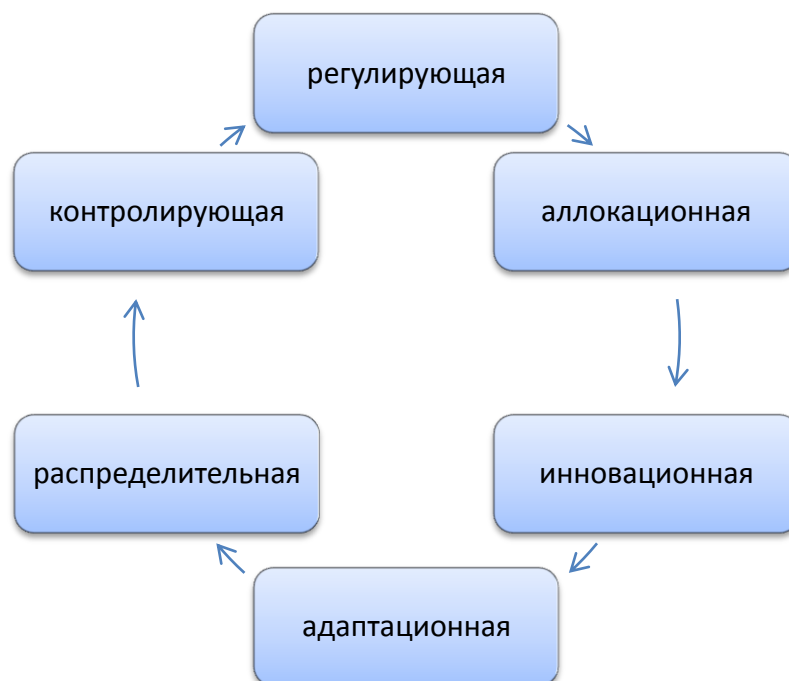 регулирующая
контролирующая
аллокационная
распределительная
инновационная
адаптационная